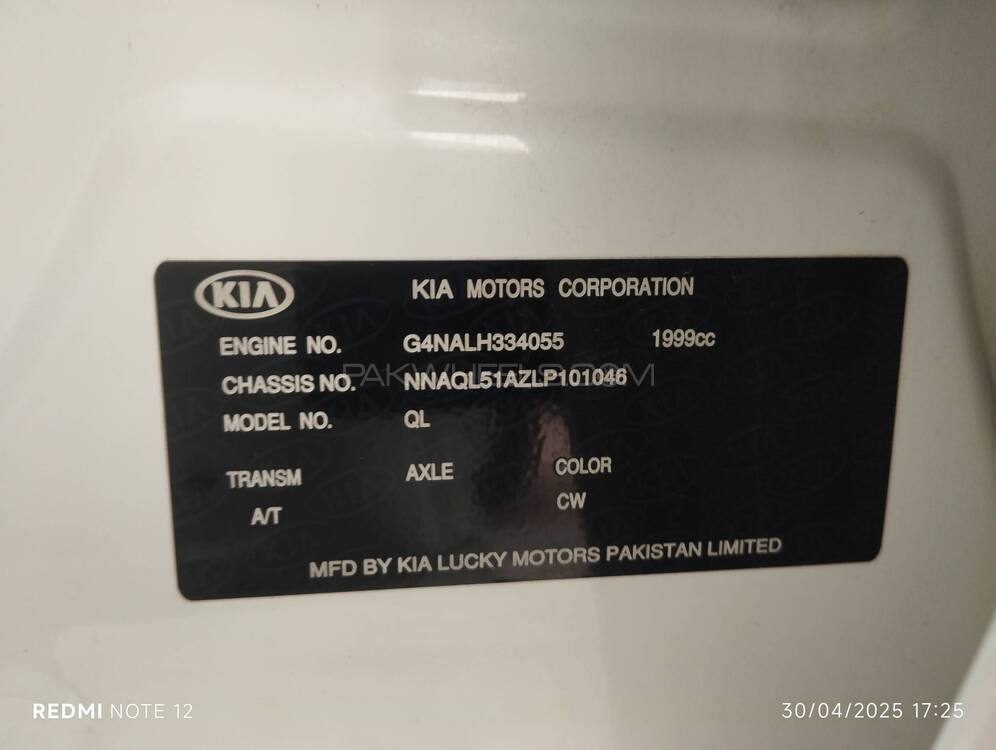 KIA KIA MOTORS CORPORATION
ENGINE NO. G4NALH334055 1999cc
CHASSIS NO. NNAQL51AZLP101046
PAKWHEELS.COM
MODEL NO. QL
TRANSM AXLE COLOR
A/T CW
MFD BY KIA LUCKY MOTORS PAKISTAN LIMITED
REDMI NOTE 12 30/04/2025 17:25